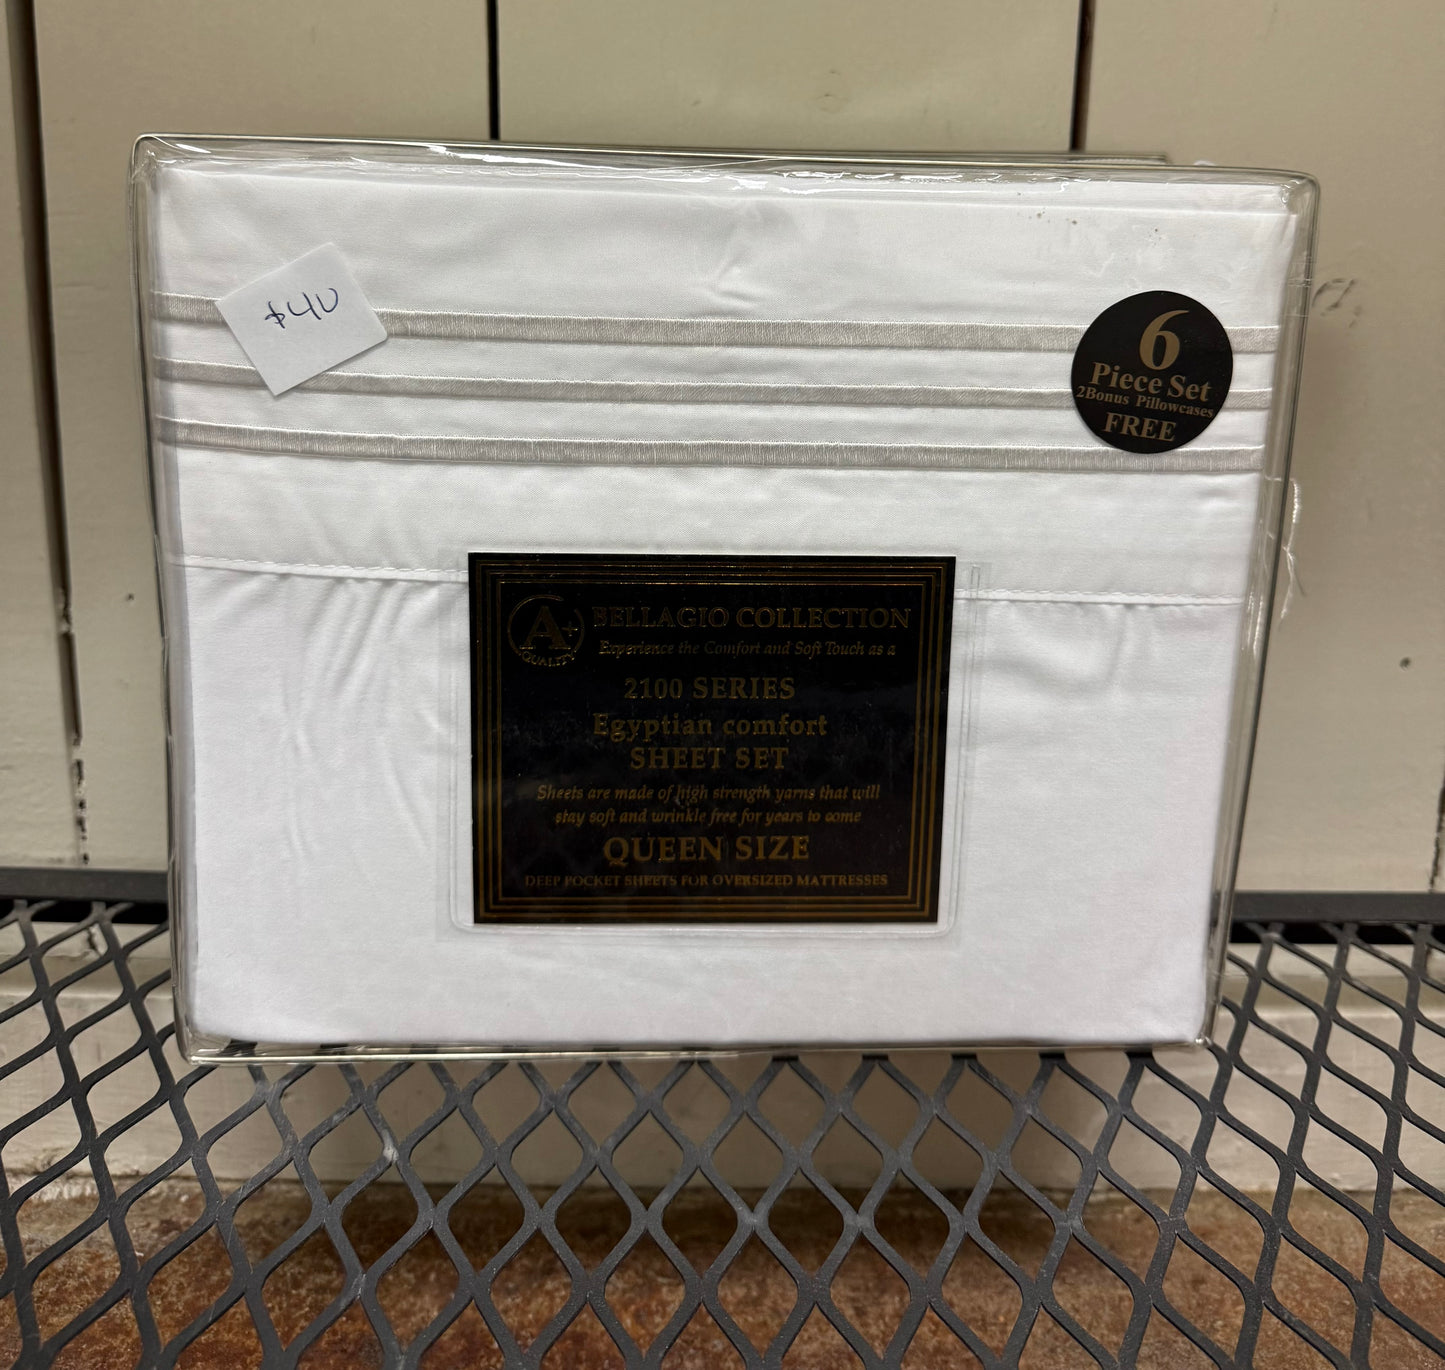 $40
6
Piece Set
2Bonus Pillowcases
FREE
A+
QUALITY
BELLAGIO COLLECTION
Experience the Comfort and Soft Touch as a
2100 SERIES
Egyptian comfort
SHEET SET
Sheets are made of high strength yarns that will
stay soft and wrinkle free for years to come
QUEEN SIZE
DEEP POCKET SHEETS FOR OVERSIZED MATTRESSES